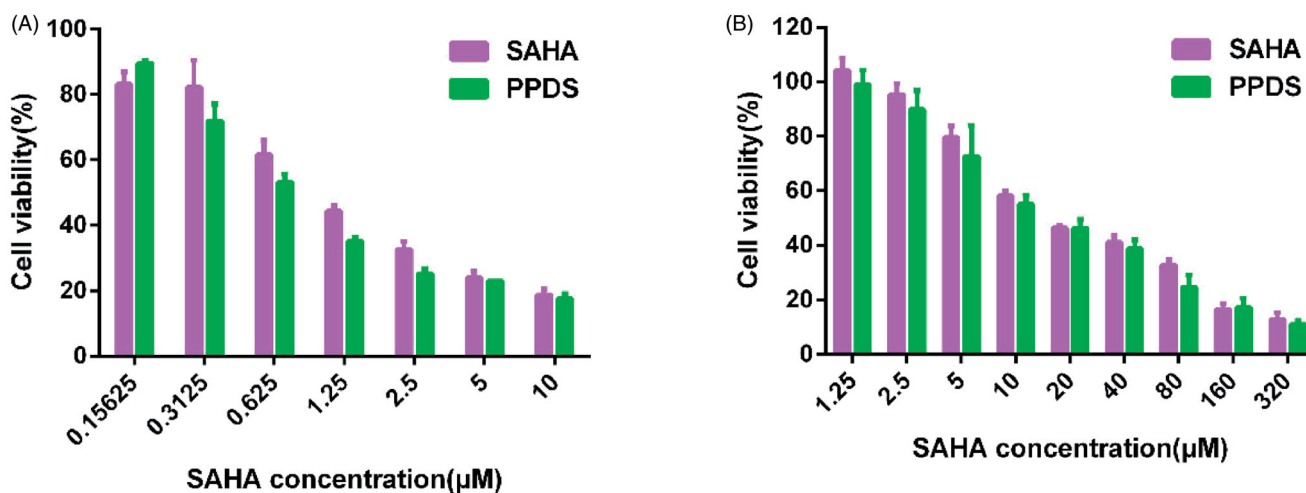 (A)
Cell viability(%)
100
80
60
40
20
0
SAHA
PPDS
0.15625
0.3125
0.625
1.25
2.5
5
10
SAHA concentration(µM)
(B)
Cell viability(%)
120
100
80
60
40
20
0
SAHA
PPDS
1.25
2.5
5
10
20
40
80
160
320
SAHA concentration(µM)